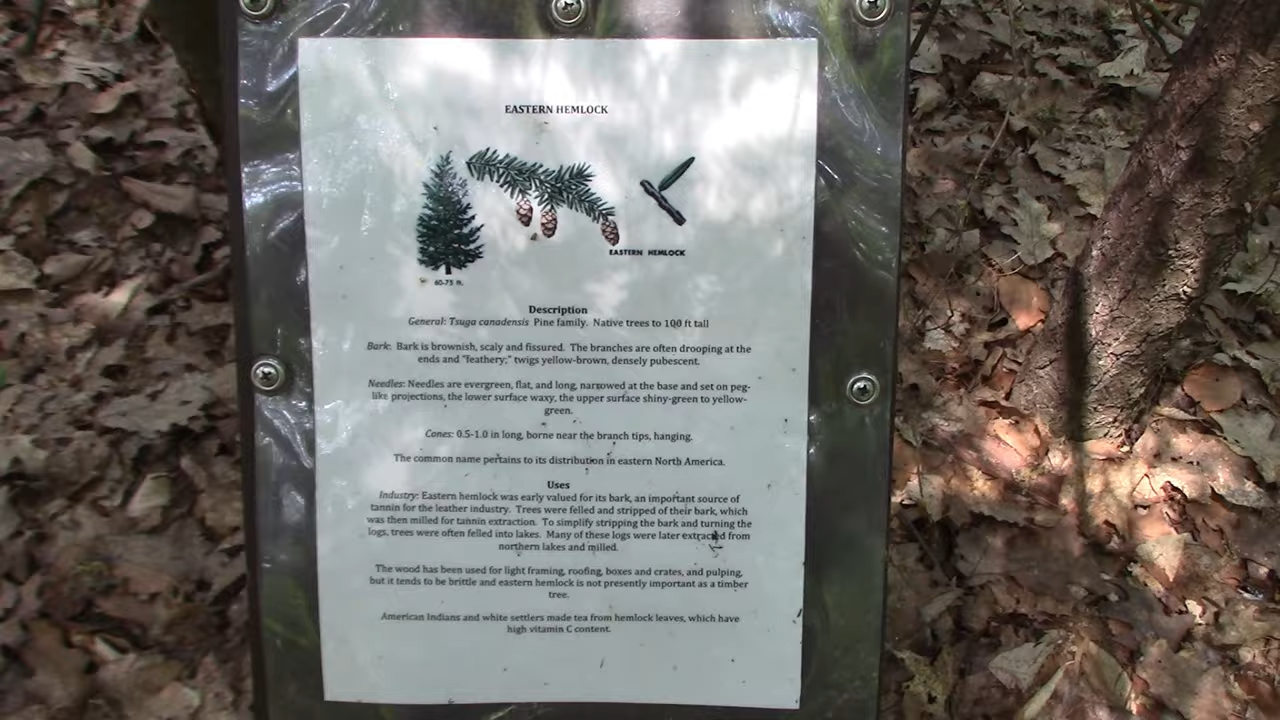 EASTERN HEMLOCK
EASTERN HEMLOCK
60-75 ft.
Description
General: Tsuga canadensis Pine family. Native trees to 100 ft tall
Bark: Bark is brownish, scaly and fissured. The branches are often drooping at the
ends and "feathery;" twigs yellow-brown, densely pubescent.
Needles: Needles are evergreen, flat, and long, narrowed at the base and set on peg-
like projections, the lower surface waxy, the upper surface shiny-green to yellow-
green.
Cones: 0.5-1.0 in long, borne near the branch tips, hanging.
The common name pertains to its distribution in eastern North America.
Uses
Industry: Eastern hemlock was early valued for its bark, an important source of
tannin for the leather industry. Trees were felled and stripped of their bark, which
was then milled for tannin extraction. To simplify stripping the bark and turning the
logs, trees were often felled into lakes. Many of these logs were later extracted from
northern lakes and milled.
The wood has been used for light framing, roofing, boxes and crates, and pulping,
but it tends to be brittle and eastern hemlock is not presently important as a timber
tree.
American Indians and white settlers made tea from hemlock leaves, which have
high vitamin C content.